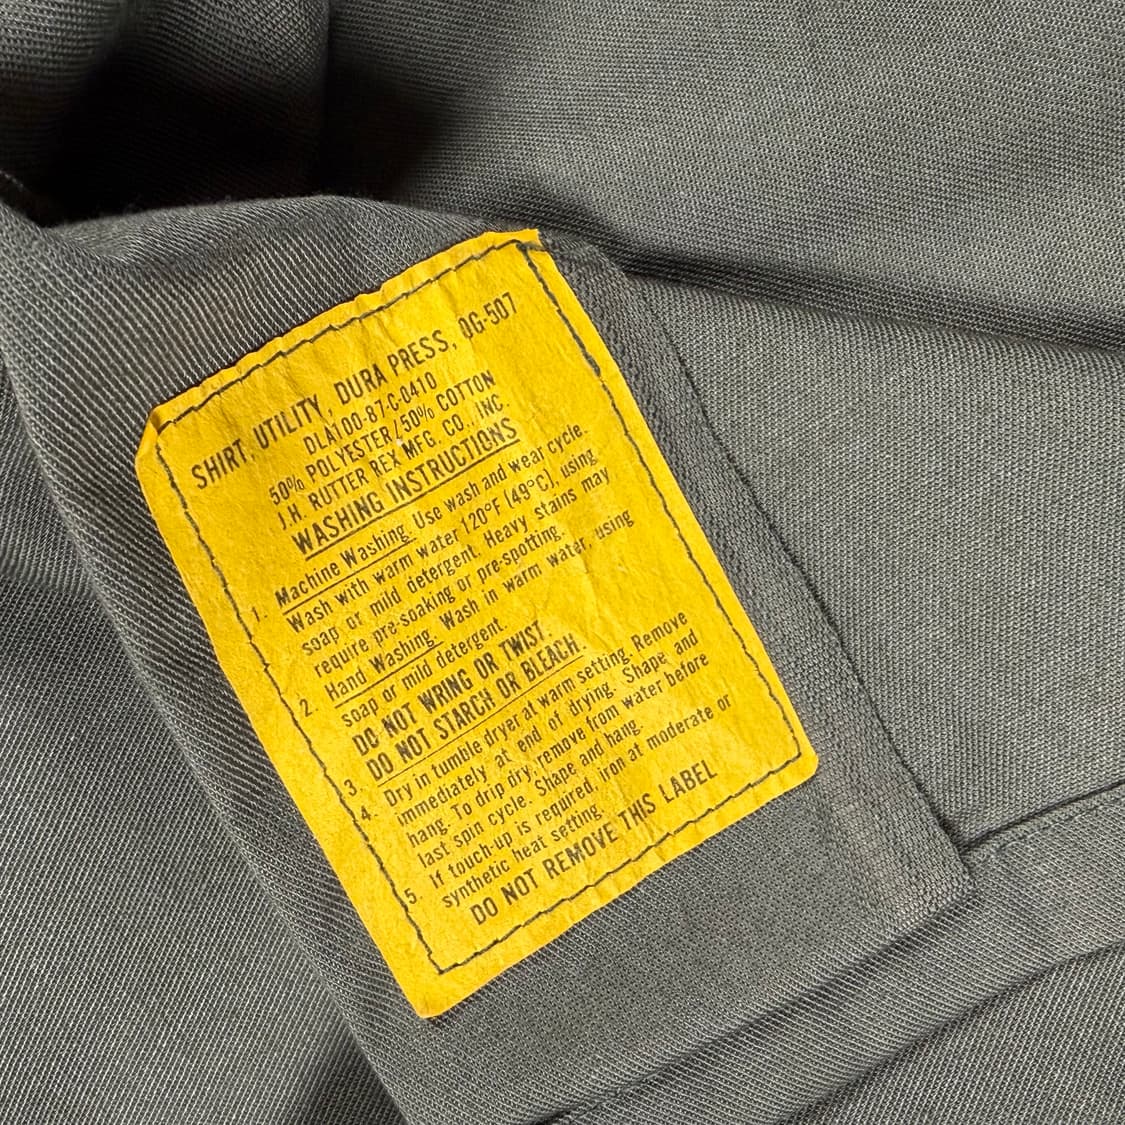 SHIRT, UTILITY, DURA PRESS, OG-507
DLA100-87-C-0410
50% POLYESTER/50% COTTON
J.H. RUTTER REX MFG. CO., INC.
WASHING INSTRUCTIONS
1. Machine Washing. Use wash and wear cycle.
Wash with warm water 120°F (49°C), using
soap or mild detergent. Heavy stains may
require pre-soaking or pre-spotting.
2. Hand Washing. Wash in warm water, using
soap or mild detergent.
DO NOT WRING OR TWIST.
3. DO NOT STARCH OR BLEACH.
4. Dry in tumble dryer at warm setting. Remove
immediately at end of drying. Shape and
hang. To drip dry, remove from water before
last spin cycle. Shape and hang.
5. If touch-up is required, iron at moderate or
synthetic heat setting.
DO NOT REMOVE THIS LABEL